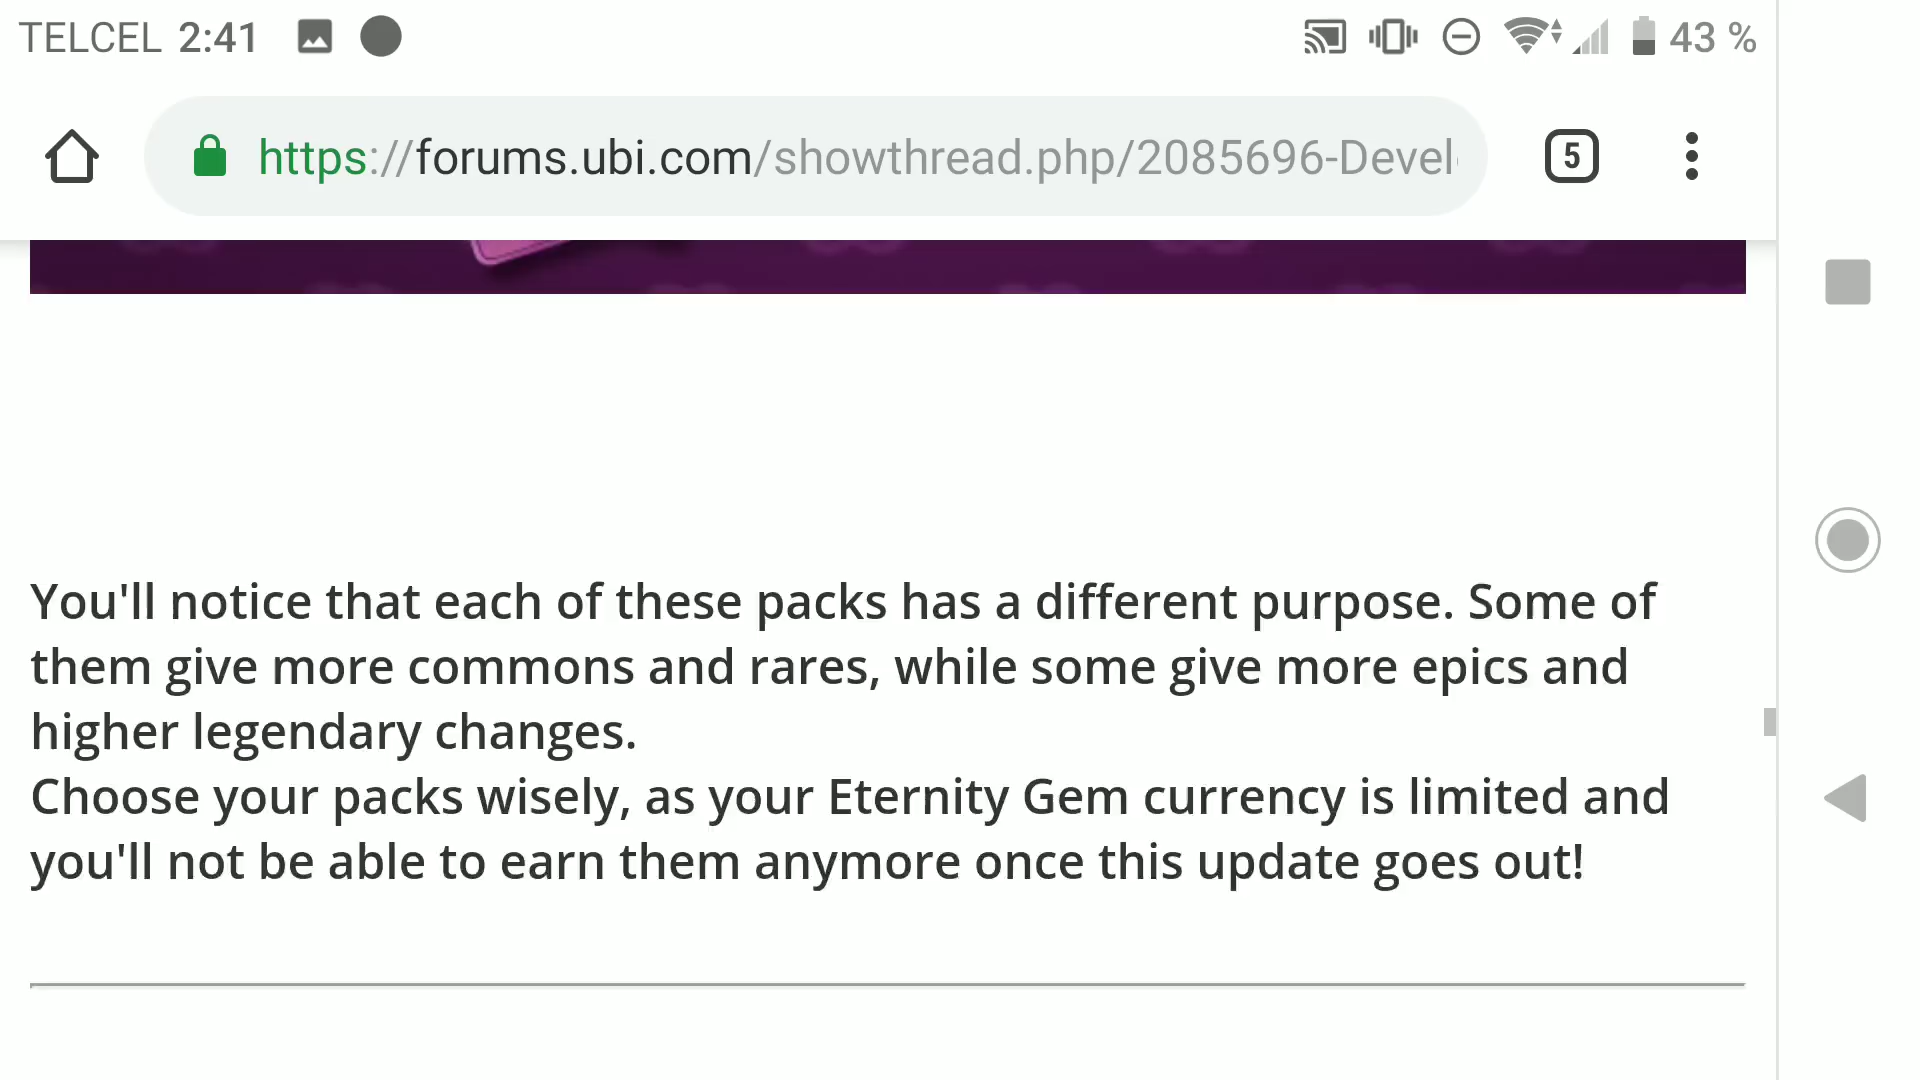 TELCEL 2:41 43 %
https://forums.ubi.com/showthread.php/2085696-Devel 5
You'll notice that each of these packs has a different purpose. Some of
them give more commons and rares, while some give more epics and
higher legendary changes.
Choose your packs wisely, as your Eternity Gem currency is limited and
you'll not be able to earn them anymore once this update goes out!